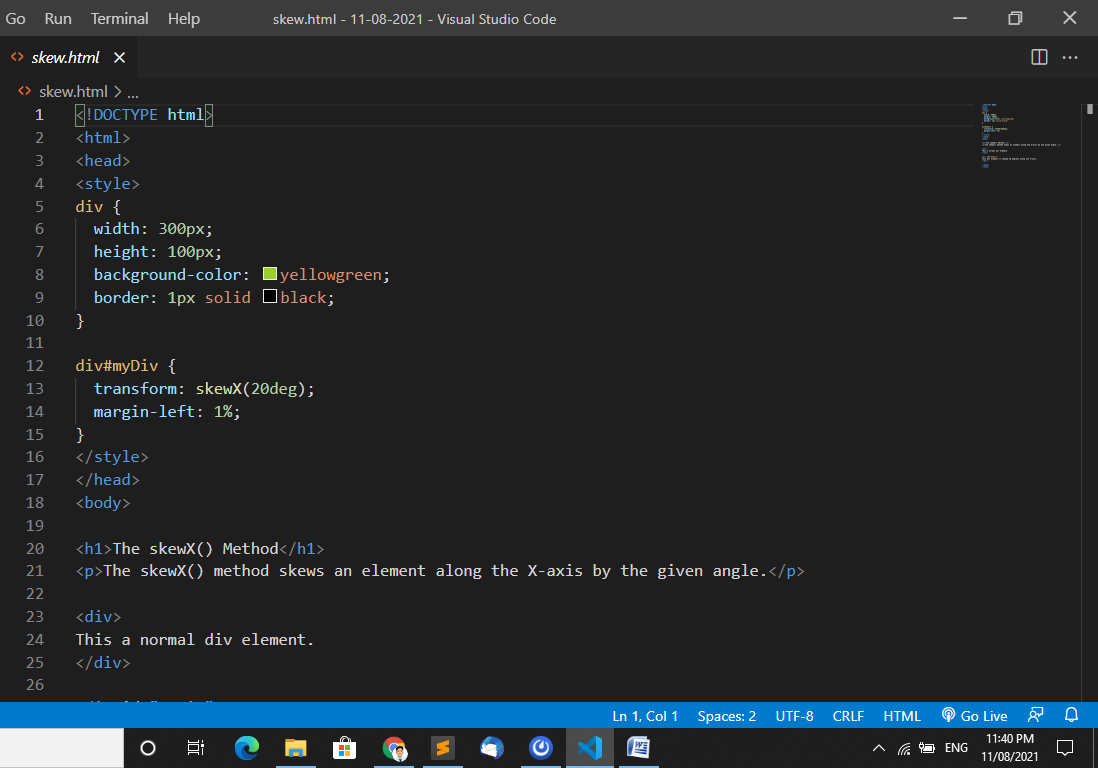 Go Run Terminal Help skew.html - 11-08-2021 - Visual Studio Code
skew.html
skew.html > ...
1 <!DOCTYPE html>
2 <html>
3 <head>
4 <style>
5 div {
6 width: 300px;
7 height: 100px;
8 background-color: yellowgreen;
9 border: 1px solid black;
10 }
11
12 div#myDiv {
13 transform: skewX(20deg);
14 margin-left: 1%;
15 }
16 </style>
17 </head>
18 <body>
19
20 <h1>The skewX() Method</h1>
21 <p>The skewX() method skews an element along the X-axis by the given angle.</p>
22
23 <div>
24 This a normal div element.
25 </div>
26
Ln 1, Col 1 Spaces: 2 UTF-8 CRLF HTML Go Live
ENG 11:40 PM
11/08/2021